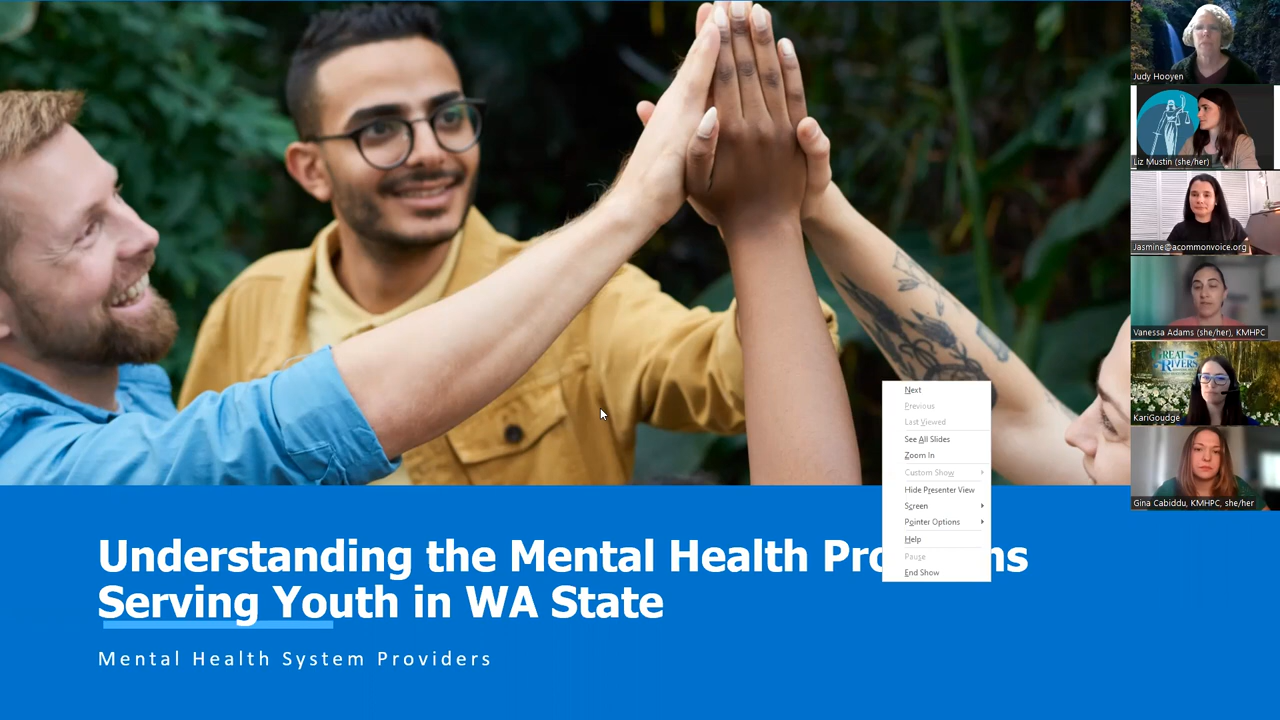 Understanding the Mental Health Pro ms
Serving Youth in WA State
Mental Health System Providers
Next
Previous
Last Viewed
See All Slides
Zoom In
Custom Show
Hide Presenter View
Screen
Pointer Options
Help
Pause
End Show
Judy Hooyen
Liz Mustin (she/her)
Jasmine@acommonvoice.org
Vanessa Adams (she/her), KMHPC
GREAT
RIVERS
KariGoudge
Gina Cabiddu, KMHPC, she/her